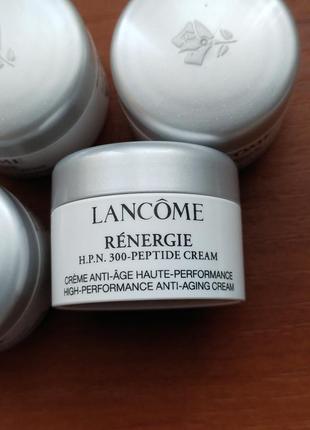 LANCÔME
RÉNERGIE
H.P.N. 300-PEPTIDE CREAM
CRÈME ANTI-ÂGE HAUTE-PERFORMANCE
HIGH-PERFORMANCE ANTI-AGING CREAM